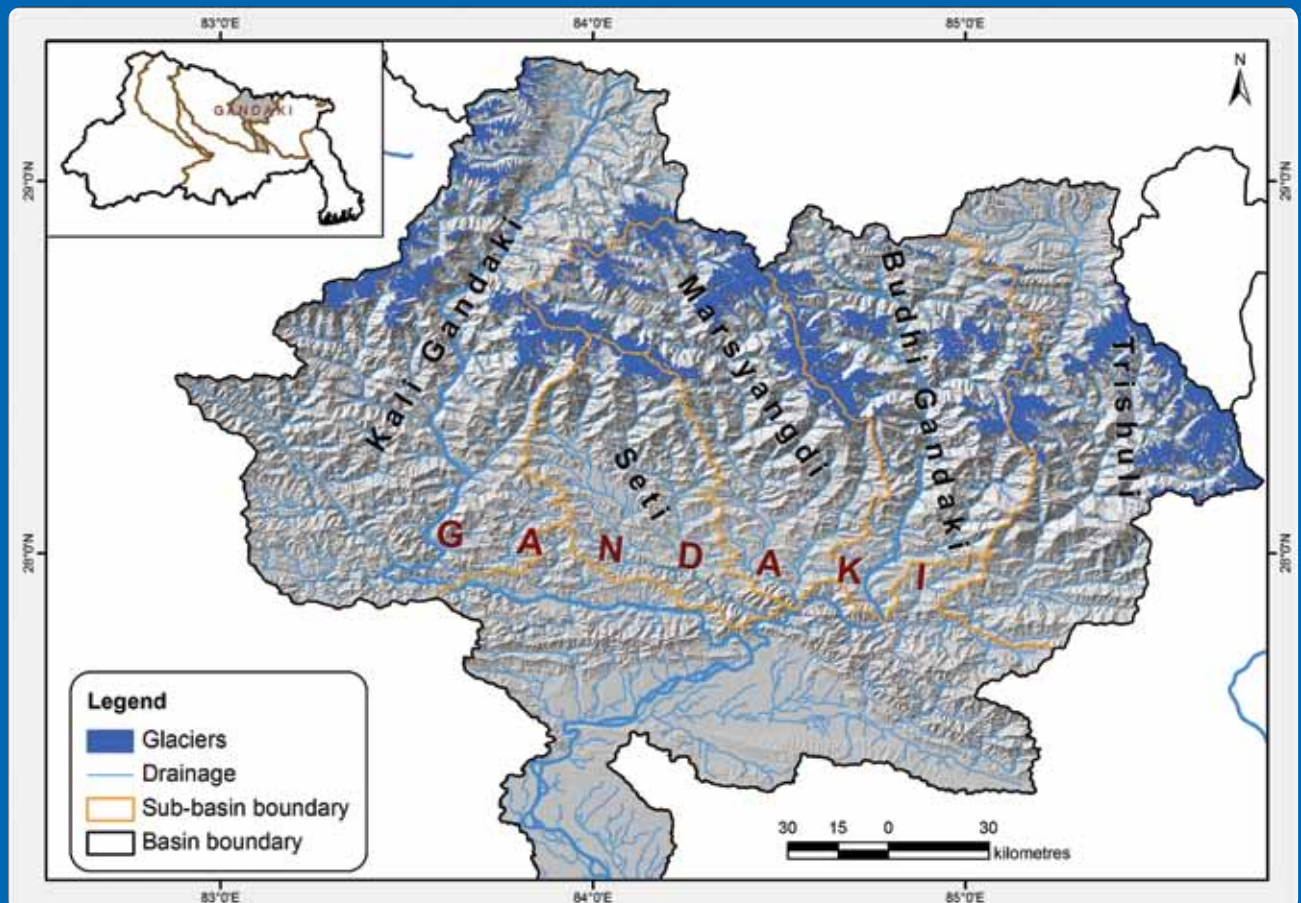 83°0'E 84°0'E 85°0'E
N
GANDAKI
29°0'N 29°0'N
Kali Gandaki
Marsyangdi
Budhi Gandaki
Trishuli
Seti
GANDAKI
28°0'N 28°0'N
Legend
Glaciers
Drainage
Sub-basin boundary
Basin boundary
30 15 0 30
kilometres
83°0'E 84°0'E 85°0'E